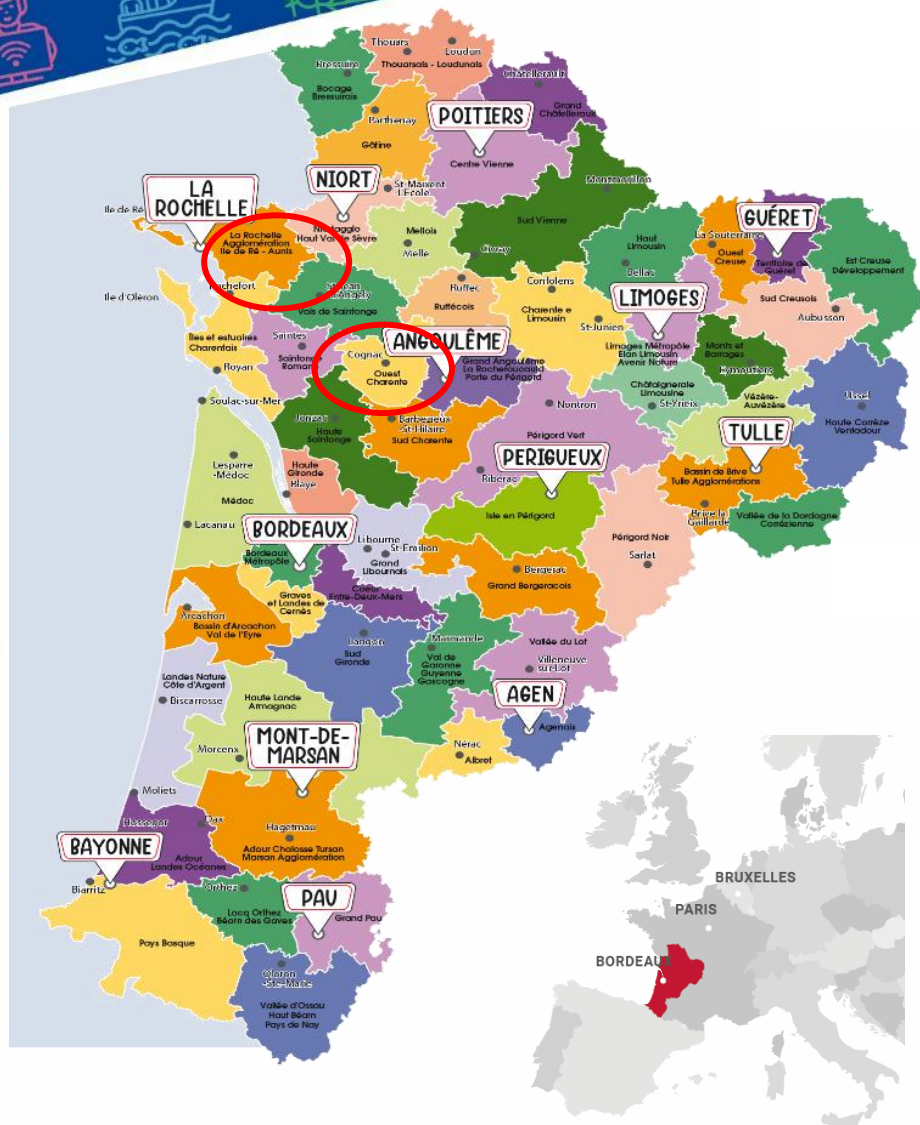 Thouars
Loudun
Thouarsais - Loudunais
Bressuire
Bocage
Bressuirais
Châtellerault
Grand
Châtelleraux
Parthenay
Gâtine
POITIERS
Centre Vienne
NIORT
St-Maixent
L'Ecole
Montmorillon
LA
ROCHELLE
Ile de Ré
La Rochelle
Agglomération
Ile de Ré - Aunis
Haut Val de Sèvre
Mellois
Melle
Sud Vienne
Civray
Haut
Limousin
Bellac
La Souterraine
Ouest
Creuse
GUÉRET
Territoire de
Guéret
Est Creuse
Développement
Rochefort
Ile d'Oléron
Vals de Saintonge
Ruffec
Ruffécois
Confolens
Charente e
Limousin
St-Junien
LIMOGES
Limoges Métropole
Elan Limousin
Avenir Nature
Sud Creusois
Aubusson
Iles et estuaires
Charentais
Royan
Saintes
Saintonge
Romane
Cognac
Ouest
Charente
ANGOULÊME
Grand Angoulême
La Rochefoucauld
Porte du Périgord
Monts et
Barrages
Eymoutiers
Châtaigneraie
Limousine
St-Yrieix
Vézère-
Auvézère
Ussel
Haute Corrèze
Ventadour
Soulac-sur-Mer
Jonzac
Haute
Saintonge
Barbezieux
-St-Hilaire
Sud Charente
Nontron
Périgord Vert
TULLE
Lesparre
-Médoc
Médoc
Haute
Gironde
Blaye
PERIGUEUX
Ribérac
Bassin de Brive
Tulle Agglomérations
Lacanau
Isle en Périgord
Brive la
Gaillarde
Vallée de la Dordogne
Corrézienne
BORDEAUX
Bordeaux
Métropole
Libourne
St-Emilion
Grand
Libournais
Périgord Noir
Sarlat
Coeur
Entre-Deux-Mers
Bergerac
Grand Bergeracois
Arcachon
Bassin d'Arcachon
Val de l'Eyre
Graves
et Landes de
Cernès
Langon
Sud
Gironde
Marmande
Val de
Garonne
Guyenne
Gascogne
Vallée du Lot
Villeneuve
sur-Lot
Landes Nature
Côte d'Argent
Biscarrosse
Haute Lande
Armagnac
AGEN
Agenais
Morcenx
MONT-DE-
MARSAN
Nérac
Albret
Moliets
Hossegor
Dax
Hagetmau
Adour Chalosse Tursan
Marsan Agglomération
BAYONNE
Adour
Landes Océanes
Biarritz
Orthez
Lacq Orthez
Béarn des Gaves
PAU
Grand Pau
Pays Basque
Oloron
-Ste-Marie
Vallée d'Ossau
Haut Béarn
Pays de Nay
BRUXELLES
PARIS
BORDEAU